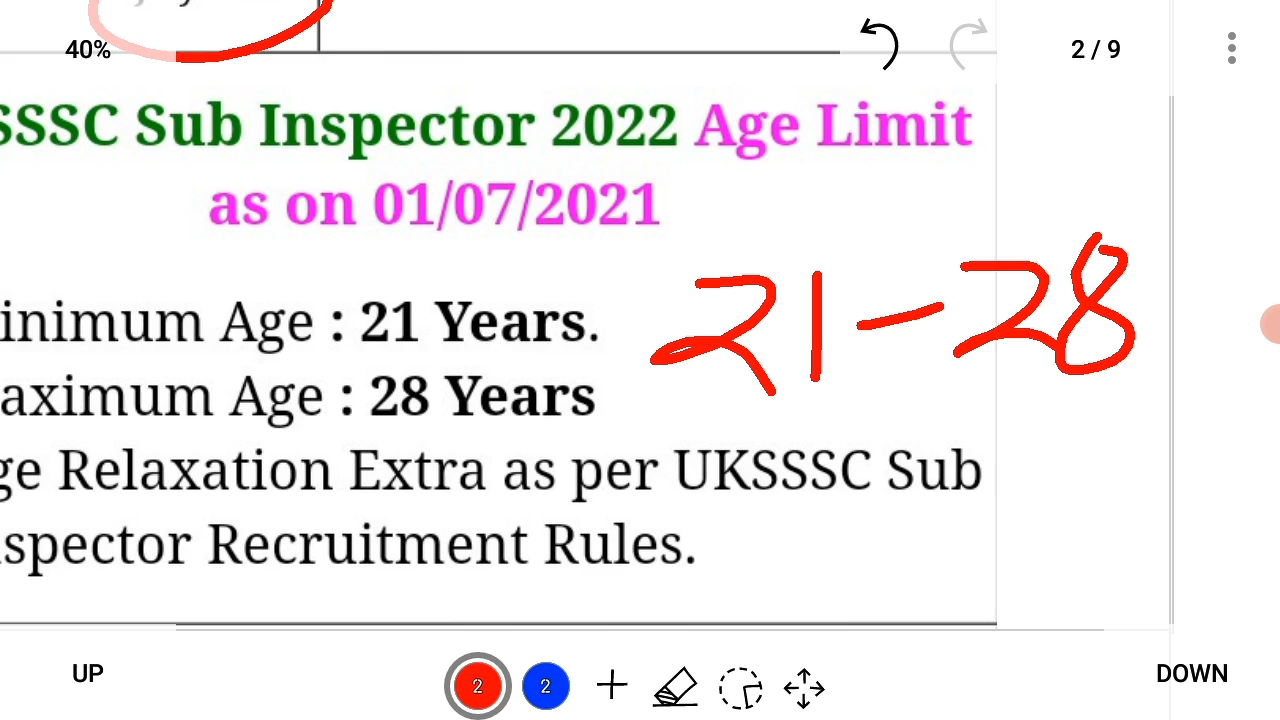 40%
2 / 9
SSSC Sub Inspector 2022 Age Limit
as on 01/07/2021
inimum Age : 21 Years.
21-28
aximum Age : 28 Years
ge Relaxation Extra as per UKSSSC Sub
spector Recruitment Rules.
UP
2
2
DOWN